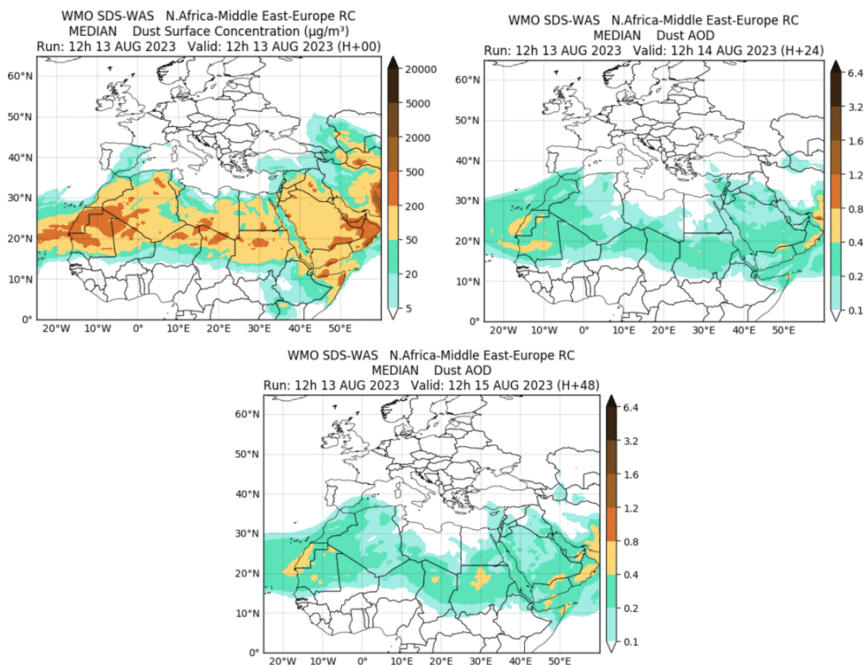 WMO SDS-WAS N.Africa-Middle East-Europe RC
MEDIAN Dust Surface Concentration (µg/m³)
Run: 12h 13 AUG 2023 Valid: 12h 13 AUG 2023 (H+00)
60°N
50°N
40°N
30°N
20°N
10°N
0°
20°W
10°W
0°
10°E
20°E
30°E
40°E
50°E
20000
5000
2000
500
200
50
20
5
WMO SDS-WAS N.Africa-Middle East-Europe RC
MEDIAN Dust AOD
Run: 12h 13 AUG 2023 Valid: 12h 14 AUG 2023 (H+24)
60°N
50°N
40°N
30°N
20°N
10°N
0°
20°W
10°W
0°
10°E
20°E
30°E
40°E
50°E
6.4
3.2
1.6
1.2
0.8
0.4
0.2
0.1
WMO SDS-WAS N.Africa-Middle East-Europe RC
MEDIAN Dust AOD
Run: 12h 13 AUG 2023 Valid: 12h 15 AUG 2023 (H+48)
60°N
50°N
40°N
30°N
20°N
10°N
0°
20°W
10°W
0°
10°E
20°E
30°E
40°E
50°E
6.4
3.2
1.6
1.2
0.8
0.4
0.2
0.1